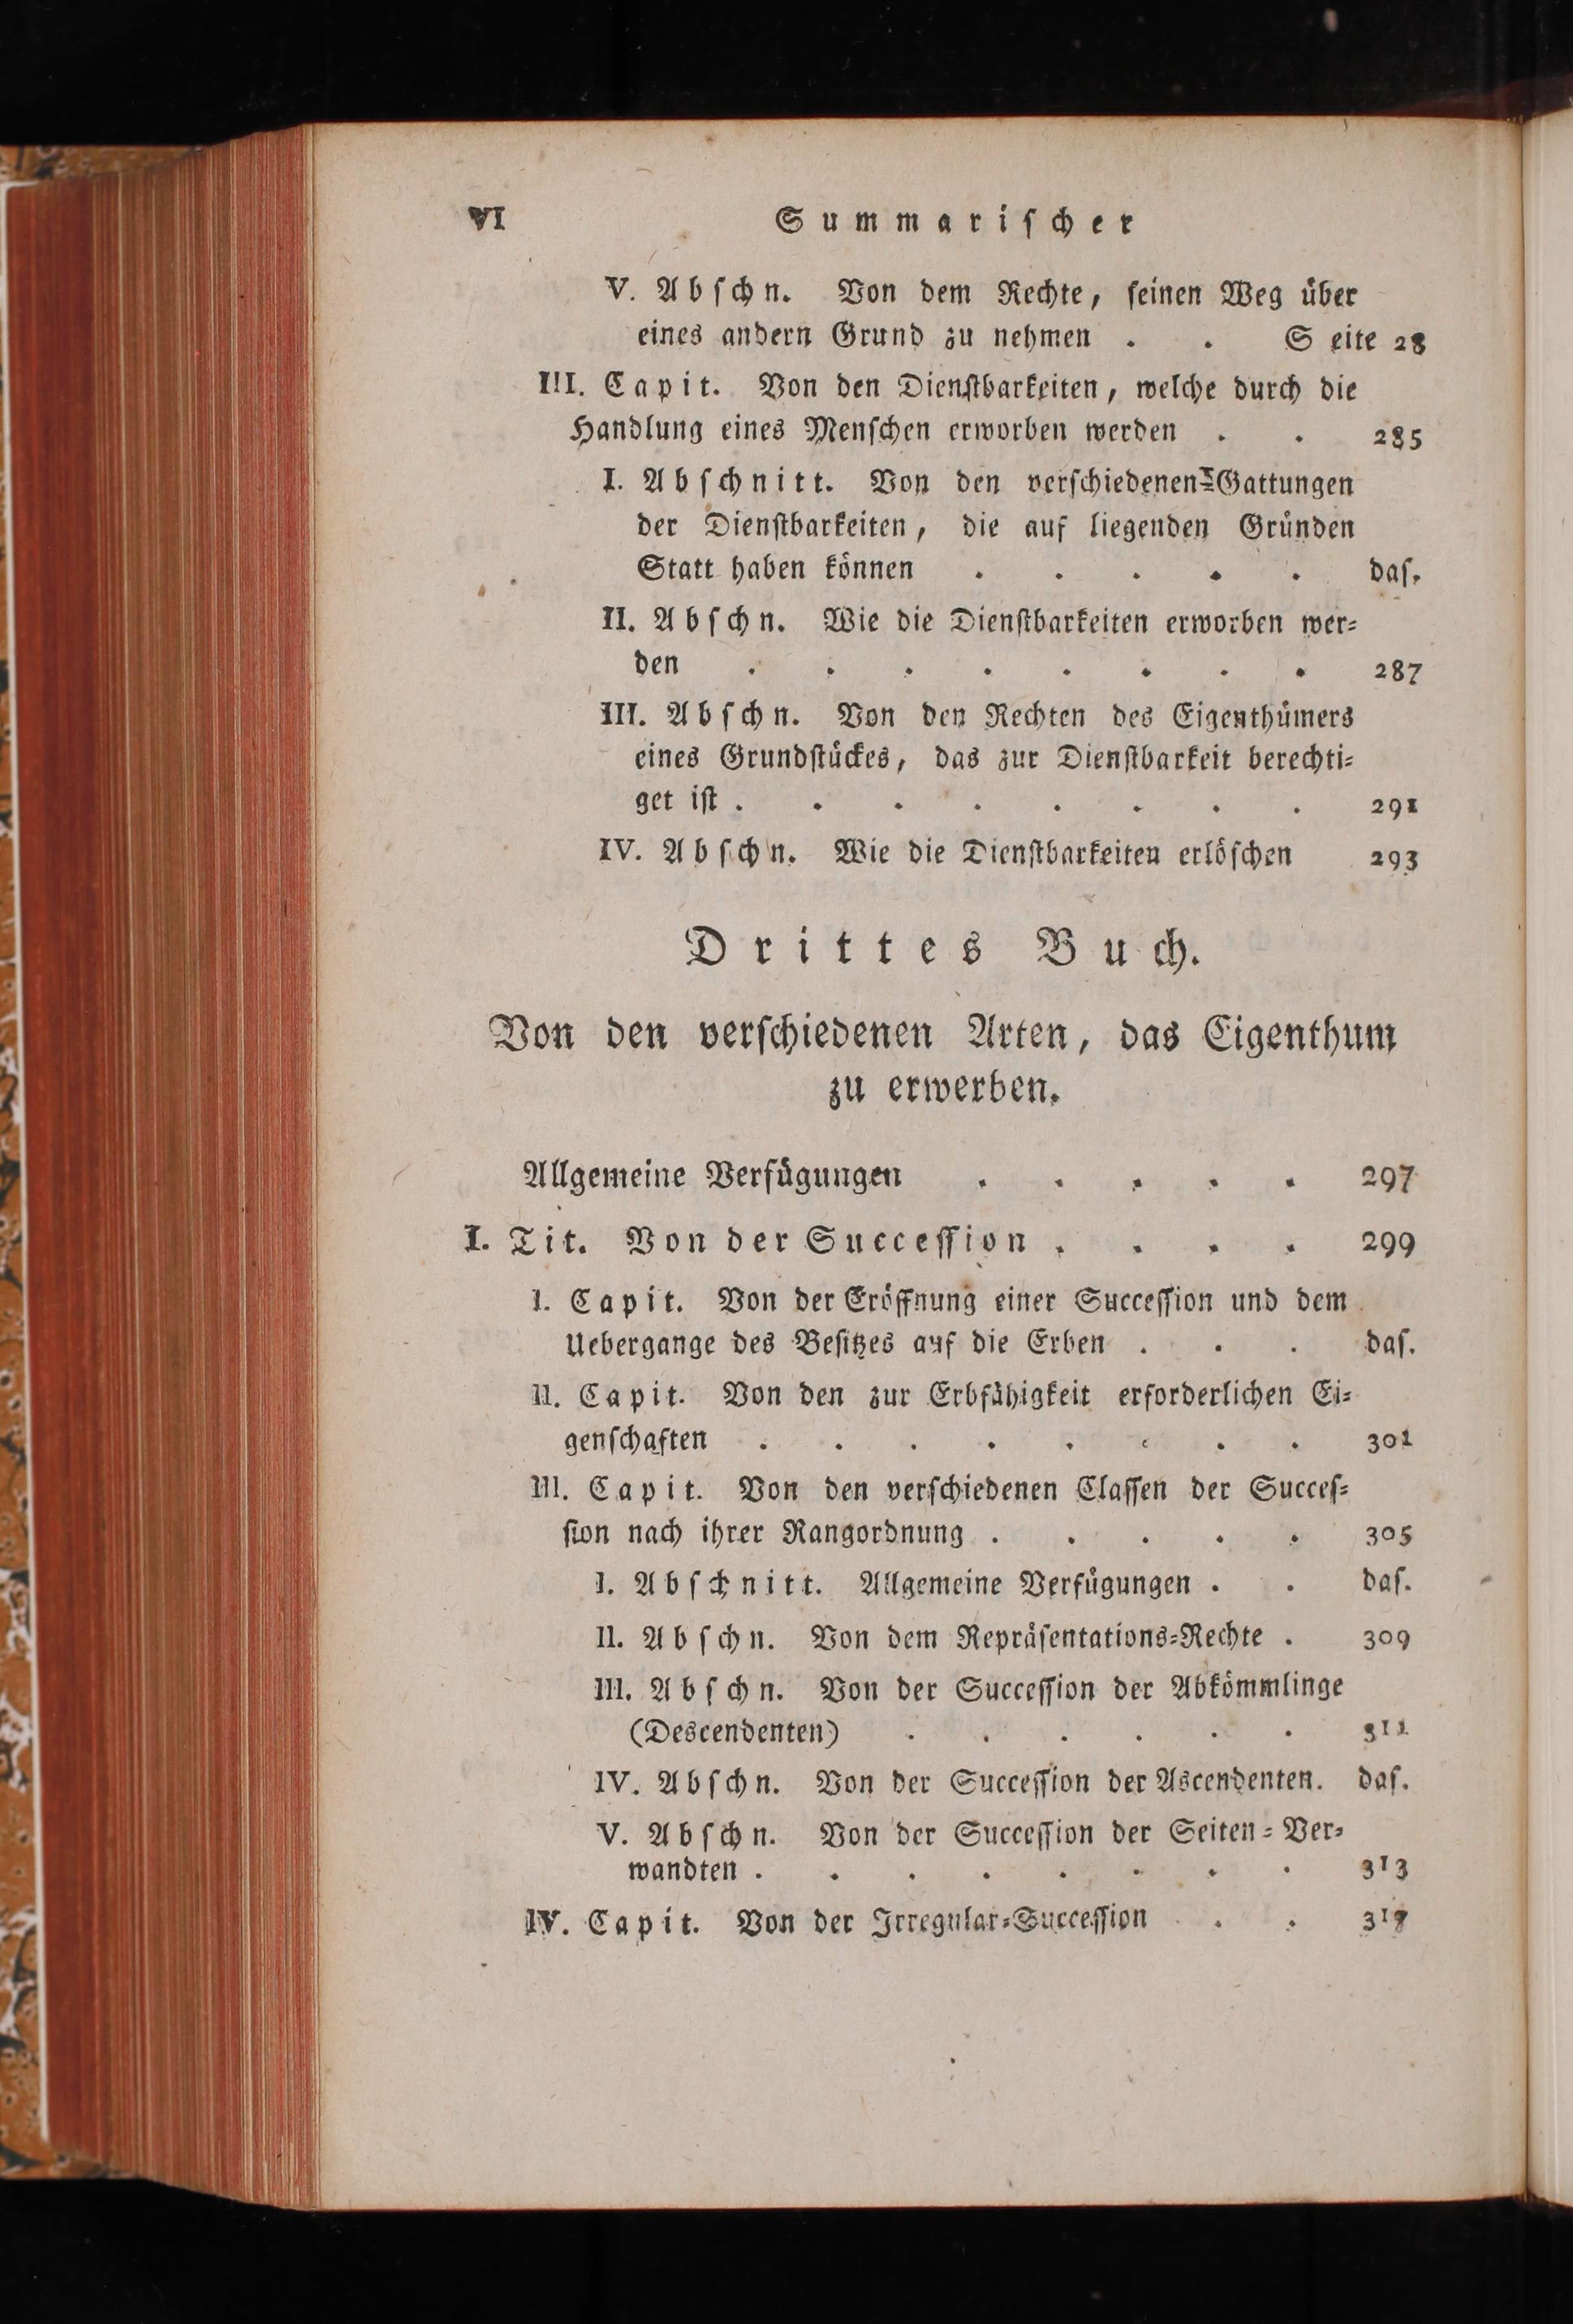 VI Summariſcher
V. Abſchn. Von dem Rechte, ſeinen Weg über
eines andern Grund zu nehmen . . Seite 28
III. Capit. Von den Dienſtbarkeiten, welche durch die
Handlung eines Menſchen erworben werden . . 285
I. Abſchnitt. Von den verſchiedenen Gattungen
der Dienſtbarkeiten, die auf liegenden Gründen
Statt haben können . . . . . daſ.
II. Abſchn. Wie die Dienſtbarkeiten erworben wer=
den . . . . . . . . 287
III. Abſchn. Von den Rechten des Eigenthümers
eines Grundſtückes, das zur Dienſtbarkeit berechti=
get iſt . . . . . . . . 291
IV. Abſchn. Wie die Dienſtbarkeiten erlöſchen 293
Drittes Buch.
Von den verſchiedenen Arten, das Eigenthum
zu erwerben.
Allgemeine Verfügungen . . . . . 297
I. Tit. Von der Succeſſion . . . . 299
I. Capit. Von der Eröffnung einer Succeſſion und dem
Uebergange des Beſitzes auf die Erben . . . daſ.
II. Capit. Von den zur Erbfähigkeit erforderlichen Ei=
genſchaften . . . . . . . . 301
III. Capit. Von den verſchiedenen Claſſen der Succeſ=
ſion nach ihrer Rangordnung . . . . . 305
I. Abſchnitt. Allgemeine Verfügungen . . daſ.
II. Abſchn. Von dem Repräſentations=Rechte . 309
III. Abſchn. Von der Succeſſion der Abkömmlinge
(Descendenten) . . . . . . 311
IV. Abſchn. Von der Succeſſion der Ascendenten. daſ.
V. Abſchn. Von der Succeſſion der Seiten=Ver=
wandten . . . . . . . . 313
IV. Capit. Von der Irregular=Succeſſion . . 317